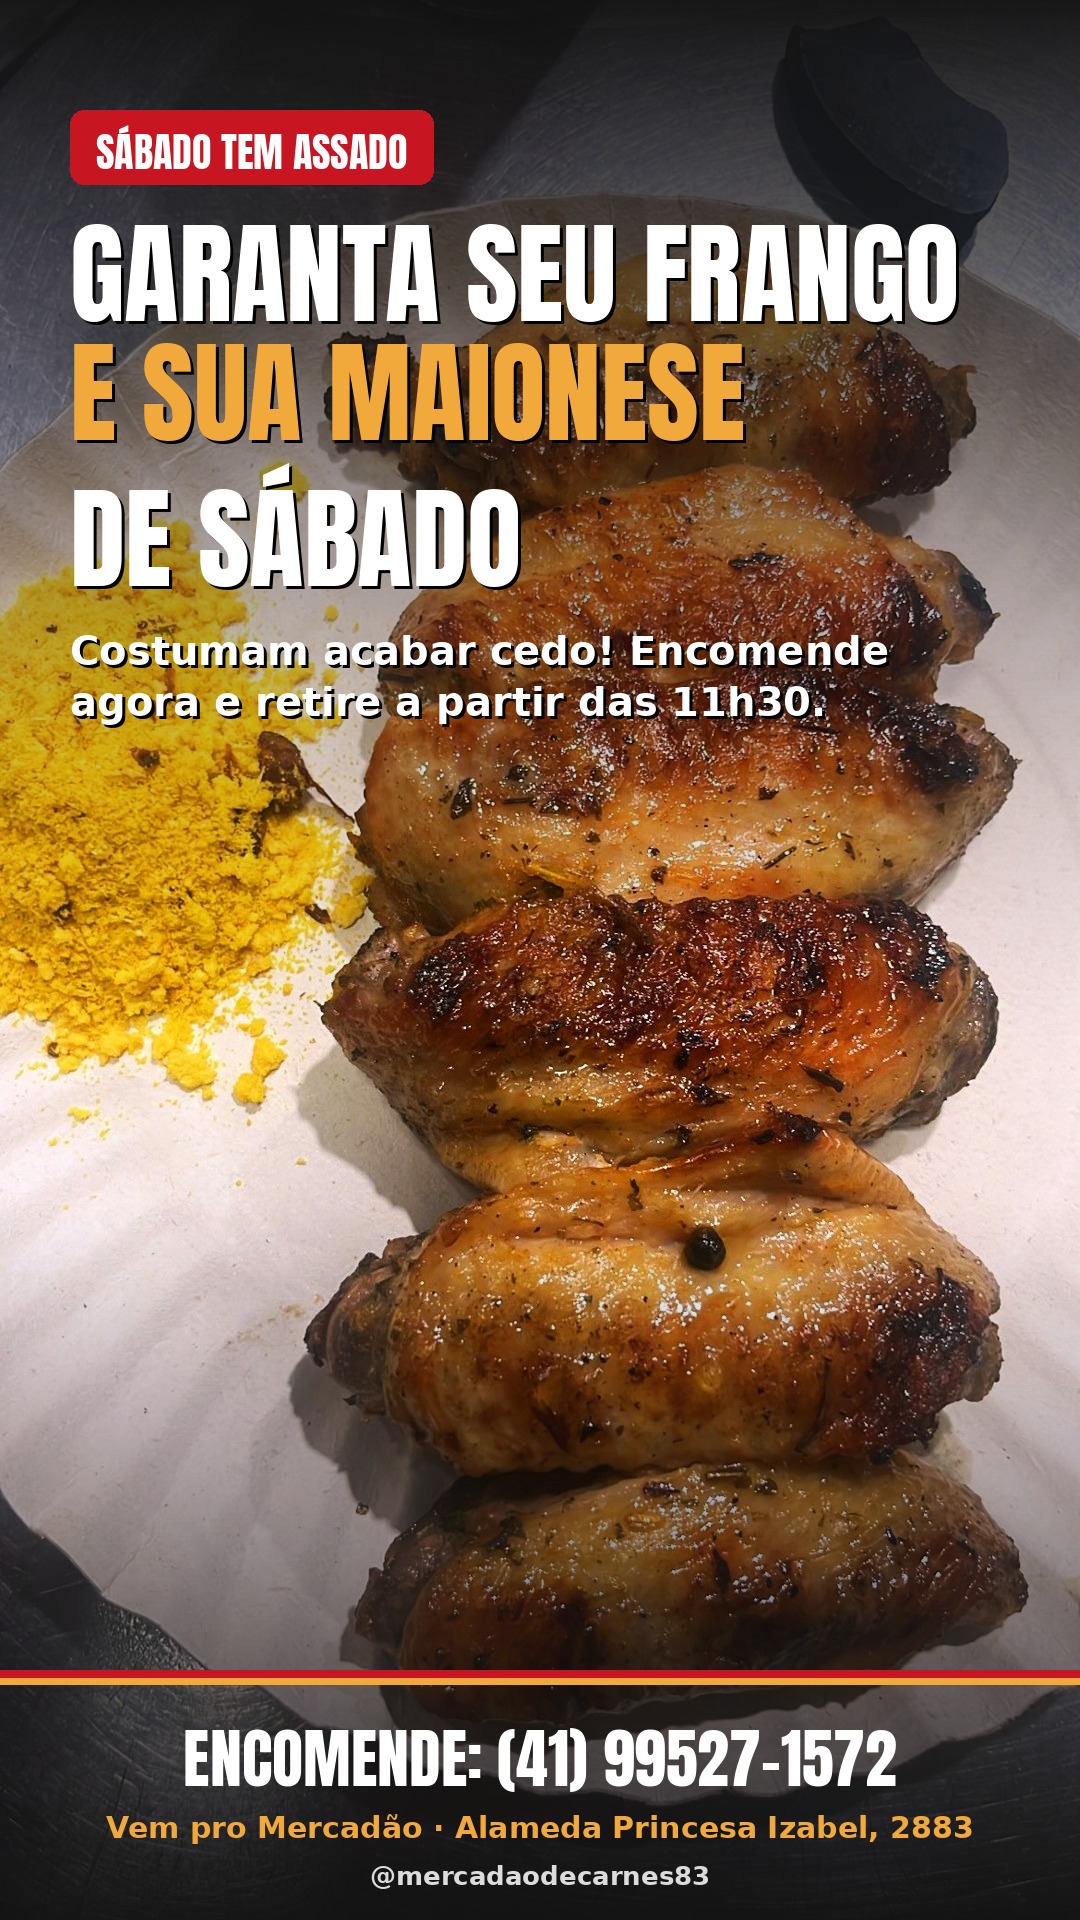 SÁBADO TEM ASSADO
GARANTA SEU FRANGO
E SUA MAIONESE
DE SÁBADO
Costumam acabar cedo! Encomende
agora e retire a partir das 11h30.
ENCOMENDE: (41) 99527-1572
Vem pro Mercadão · Alameda Princesa Izabel, 2883
@mercadaodecarnes83